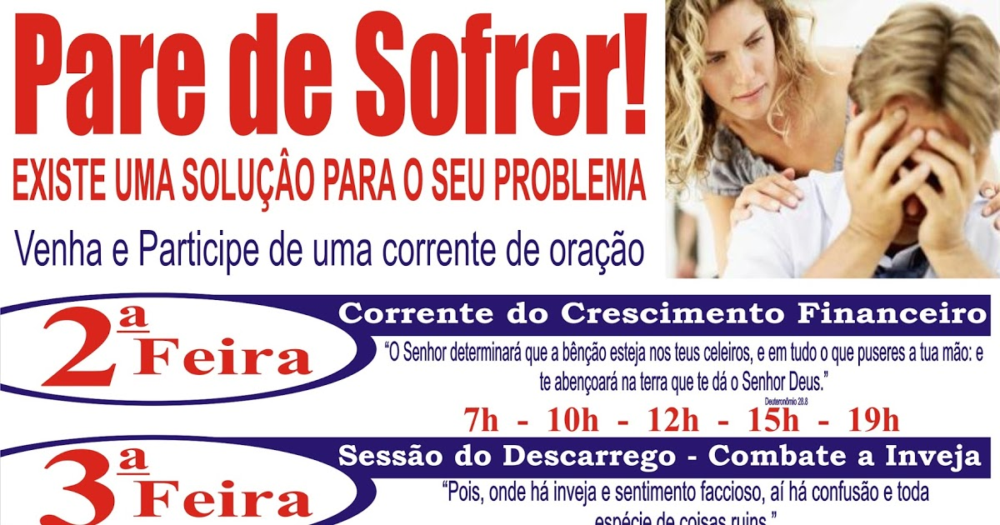 Pare de Sofrer!
EXISTE UMA SOLUÇÂO PARA O SEU PROBLEMA
Venha e Participe de uma corrente de oração
2ª Feira
Corrente do Crescimento Financeiro
“O Senhor determinará que a bênção esteja nos teus celeiros, e em tudo o que puseres a tua mão: e
te abençoará na terra que te dá o Senhor Deus.”
Deuteronômio 28.8
7h - 10h - 12h - 15h - 19h
3ª Feira
Sessão do Descarrego - Combate a Inveja
“Pois, onde há inveja e sentimento faccioso, aí há confusão e toda
espécie de coisas ruins.”